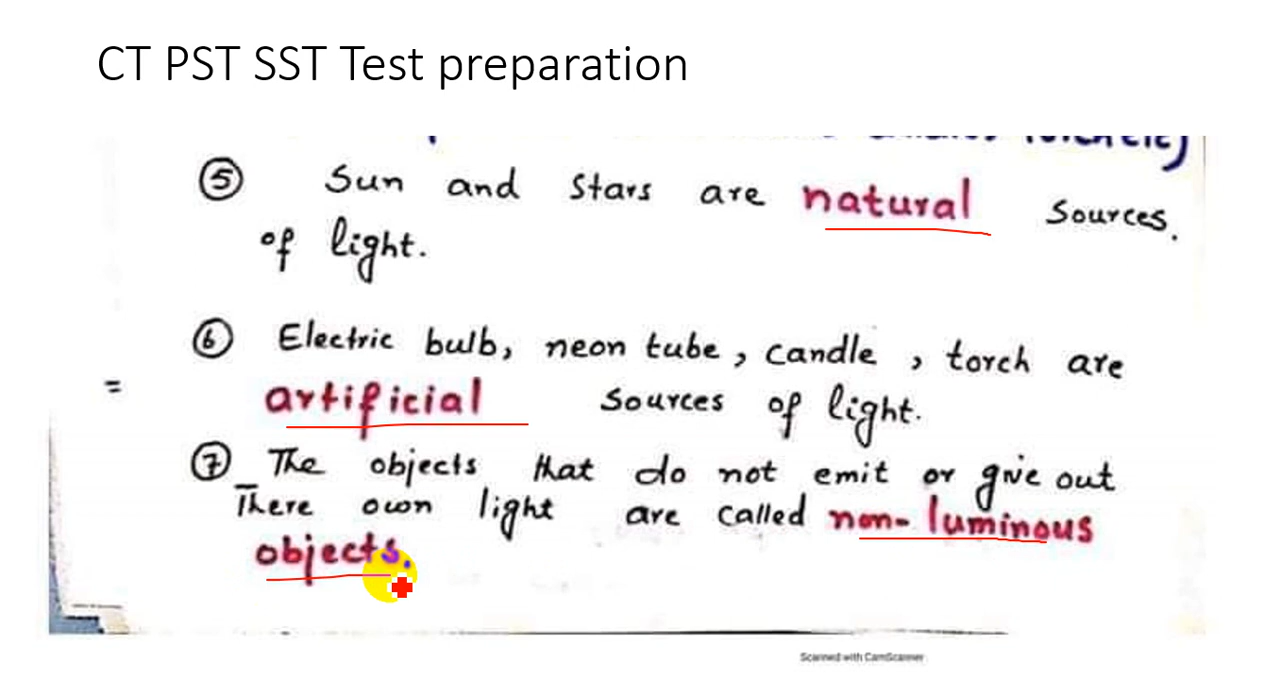 CT PST SST Test preparation
⑤ Sun and Stars are natural Sources.
of light.
⑥ Electric bulb, neon tube, candle, torch are
= artificial sources of light.
⑦ The objects that do not emit or give out
There own light are called non-luminous
objects.
Scanned with CamScanner